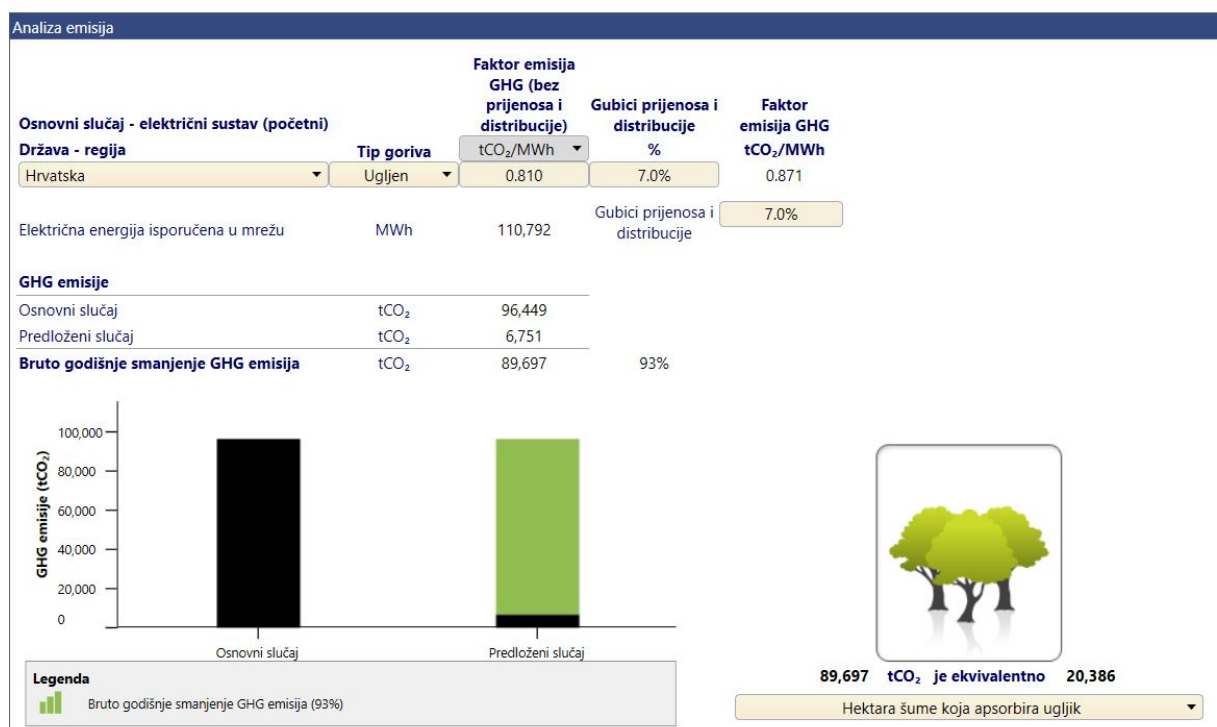 Analiza emisija
Faktor emisija
GHG (bez
prijenosa i
distribucije)
Gubici prijenosa i
distribucije
Faktor
emisija GHG
Osnovni slučaj - električni sustav (početni)
Država - regija
Tip goriva
tCO₂/MWh
%
tCO₂/MWh
Hrvatska
Ugljen
0.810
7.0%
0.871
Električna energija isporučena u mrežu
MWh
110,792
Gubici prijenosa i
distribucije
7.0%
GHG emisije
Osnovni slučaj tCO₂ 96,449
Predloženi slučaj tCO₂ 6,751
Bruto godišnje smanjenje GHG emisija tCO₂ 89,697 93%
GHG emisije (tCO₂)
100,000
80,000
60,000
40,000
20,000
0
Osnovni slučaj
Predloženi slučaj
Legenda
Bruto godišnje smanjenje GHG emisija (93%)
89,697 tCO₂ je ekvivalentno 20,386
Hektara šume koja apsorbira ugljik